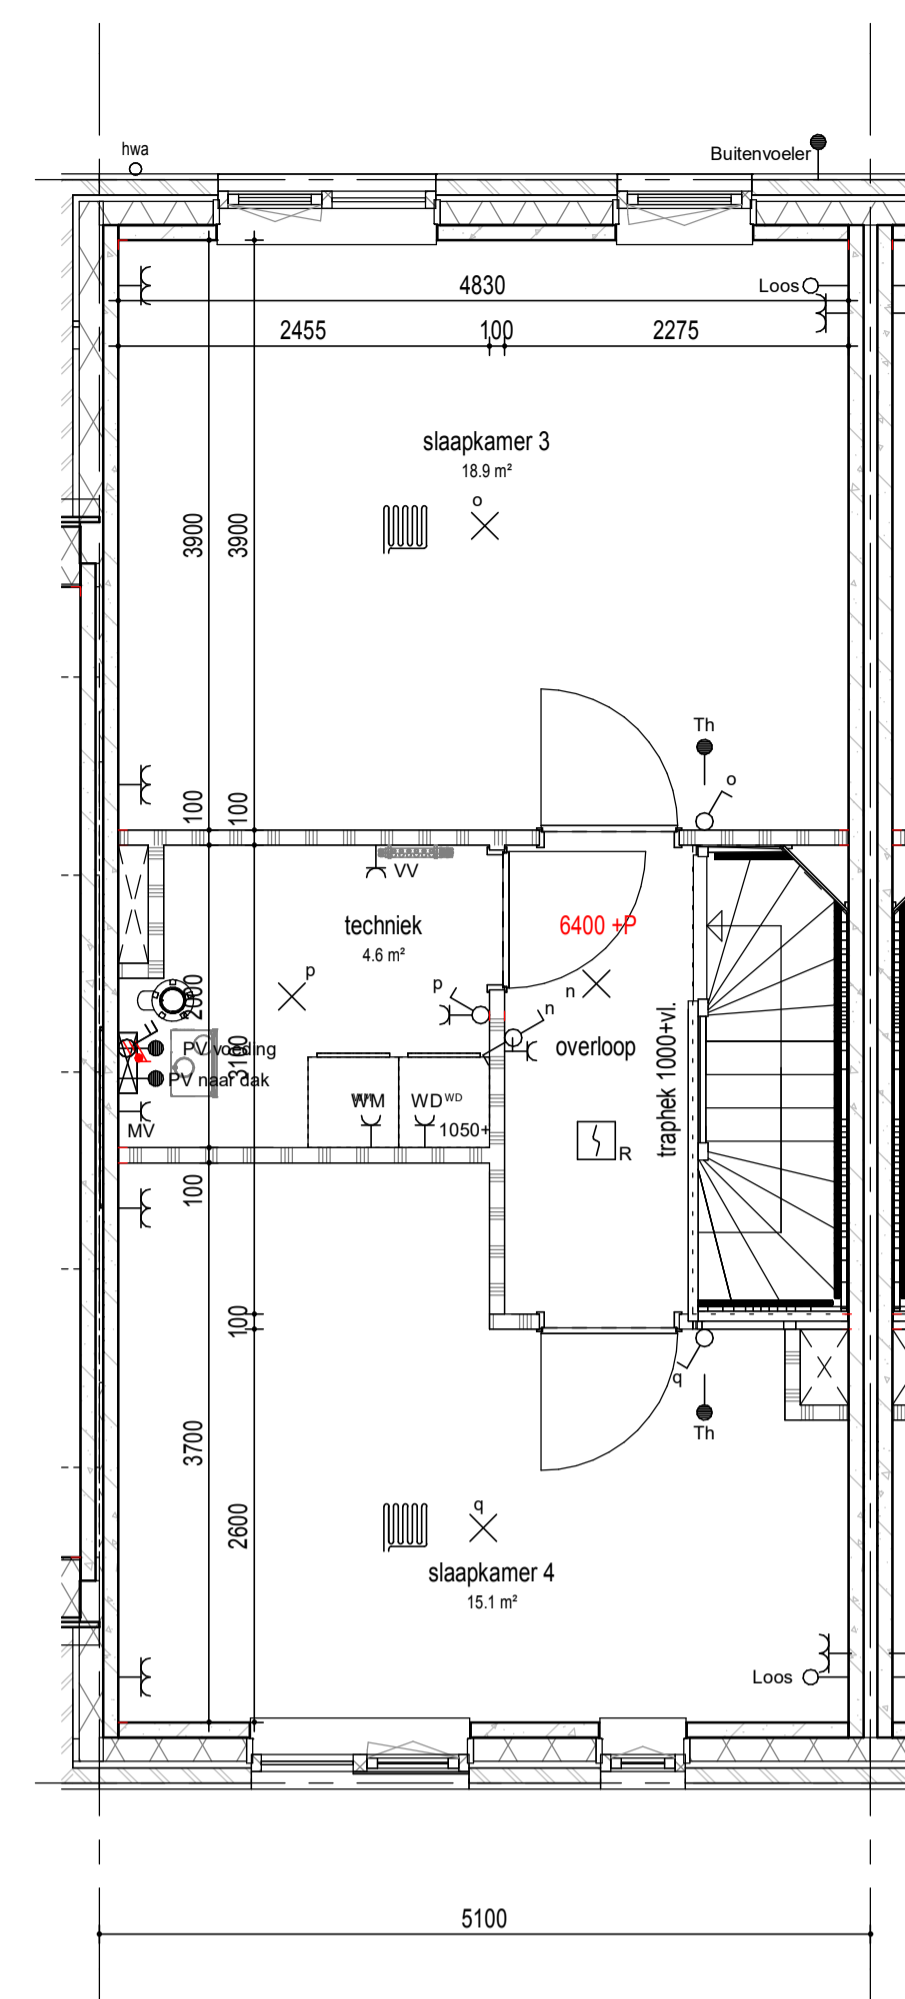 hwa
Buitenvoeler
4830
Loos
2455
100
2275
slaapkamer 3
18.9 m²
o
3900
3900
Th
o
100
100
VV
techniek
4.6 m²
6400 +P
p
p
n
n
2000
overloop
traphek 1000+vl.
PV voeding
3100
PV naar dak
WM
WD
WD
MV
1050+
R
100
100
q
Th
3700
2600
q
slaapkamer 4
15.1 m²
Loos
5100